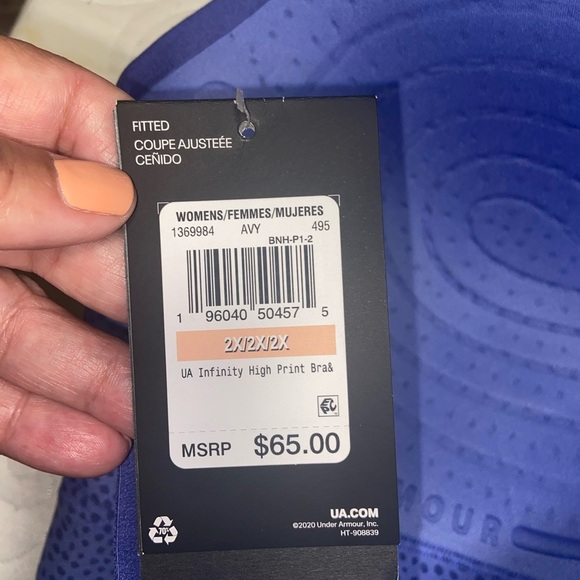 FITTED
COUPE AJUSTEÉE
CEÑIDO
WOMENS/FEMMES/MUJERES
1369984 AVY 495
BNH-P1-2
1 96040 50457 5
2X/2X/2X
UA Infinity High Print Bra&
MSRP $65.00
70%
UA.COM
©2020 Under Armour, Inc.
HT-908839